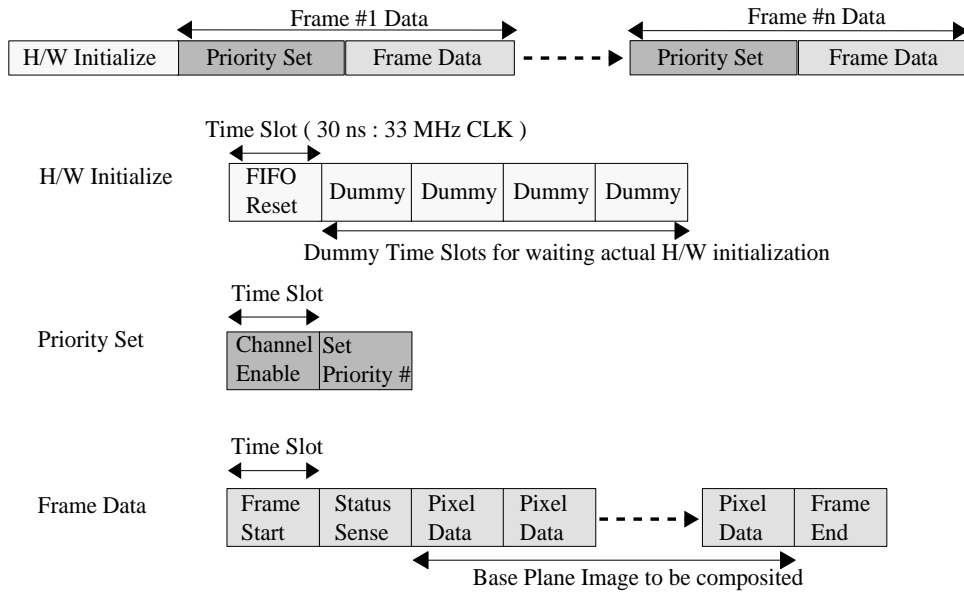 Frame #1 Data
Frame #n Data
H/W Initialize
Priority Set
Frame Data
Priority Set
Frame Data
Time Slot ( 30 ns : 33 MHz CLK )
H/W Initialize
FIFO
Reset
Dummy
Dummy
Dummy
Dummy
Dummy Time Slots for waiting actual H/W initialization
Time Slot
Priority Set
Channel
Enable
Set
Priority #
Time Slot
Frame Data
Frame
Start
Status
Sense
Pixel
Data
Pixel
Data
Pixel
Data
Frame
End
Base Plane Image to be composited